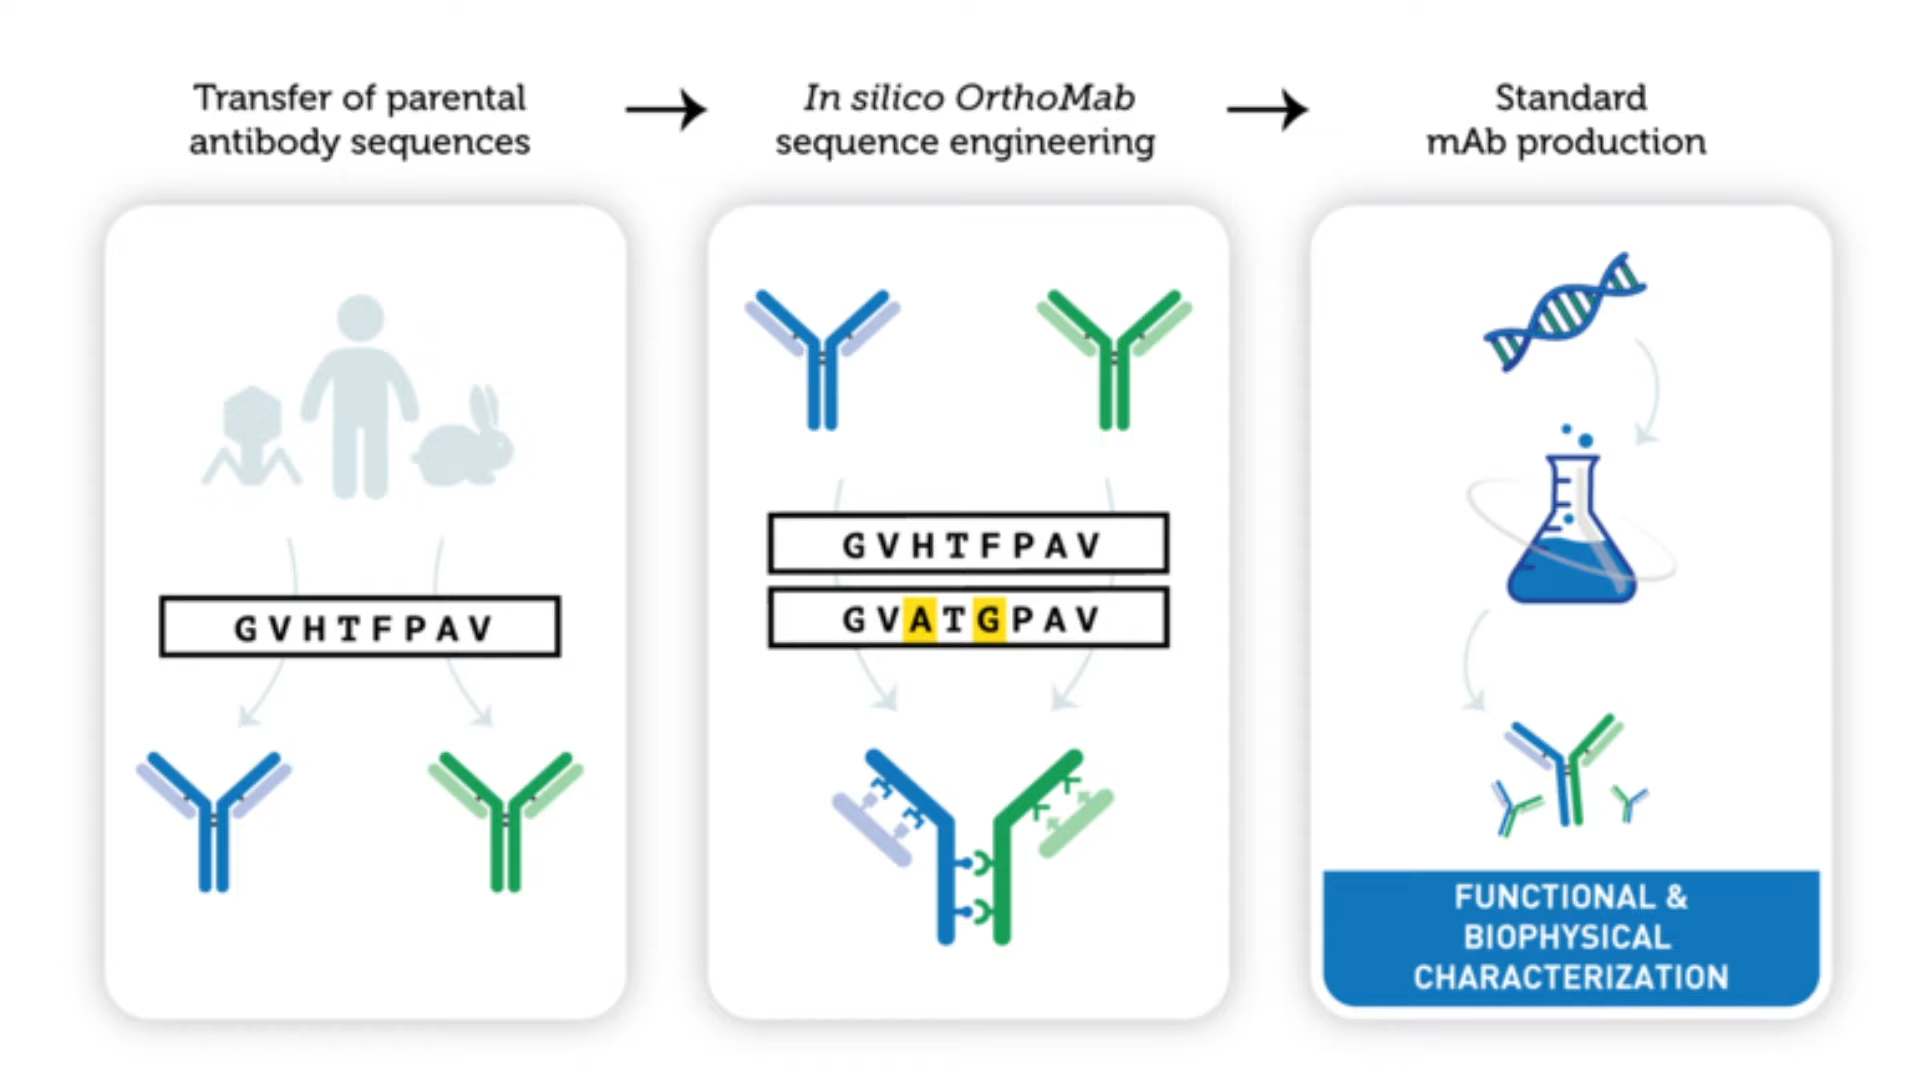 Transfer of parental
antibody sequences
In silico OrthoMab
sequence engineering
Standard
mAb production
GVHTFPAV
GVHTFPAV
GVATGPAV
FUNCTIONAL &
BIOPHYSICAL
CHARACTERIZATION